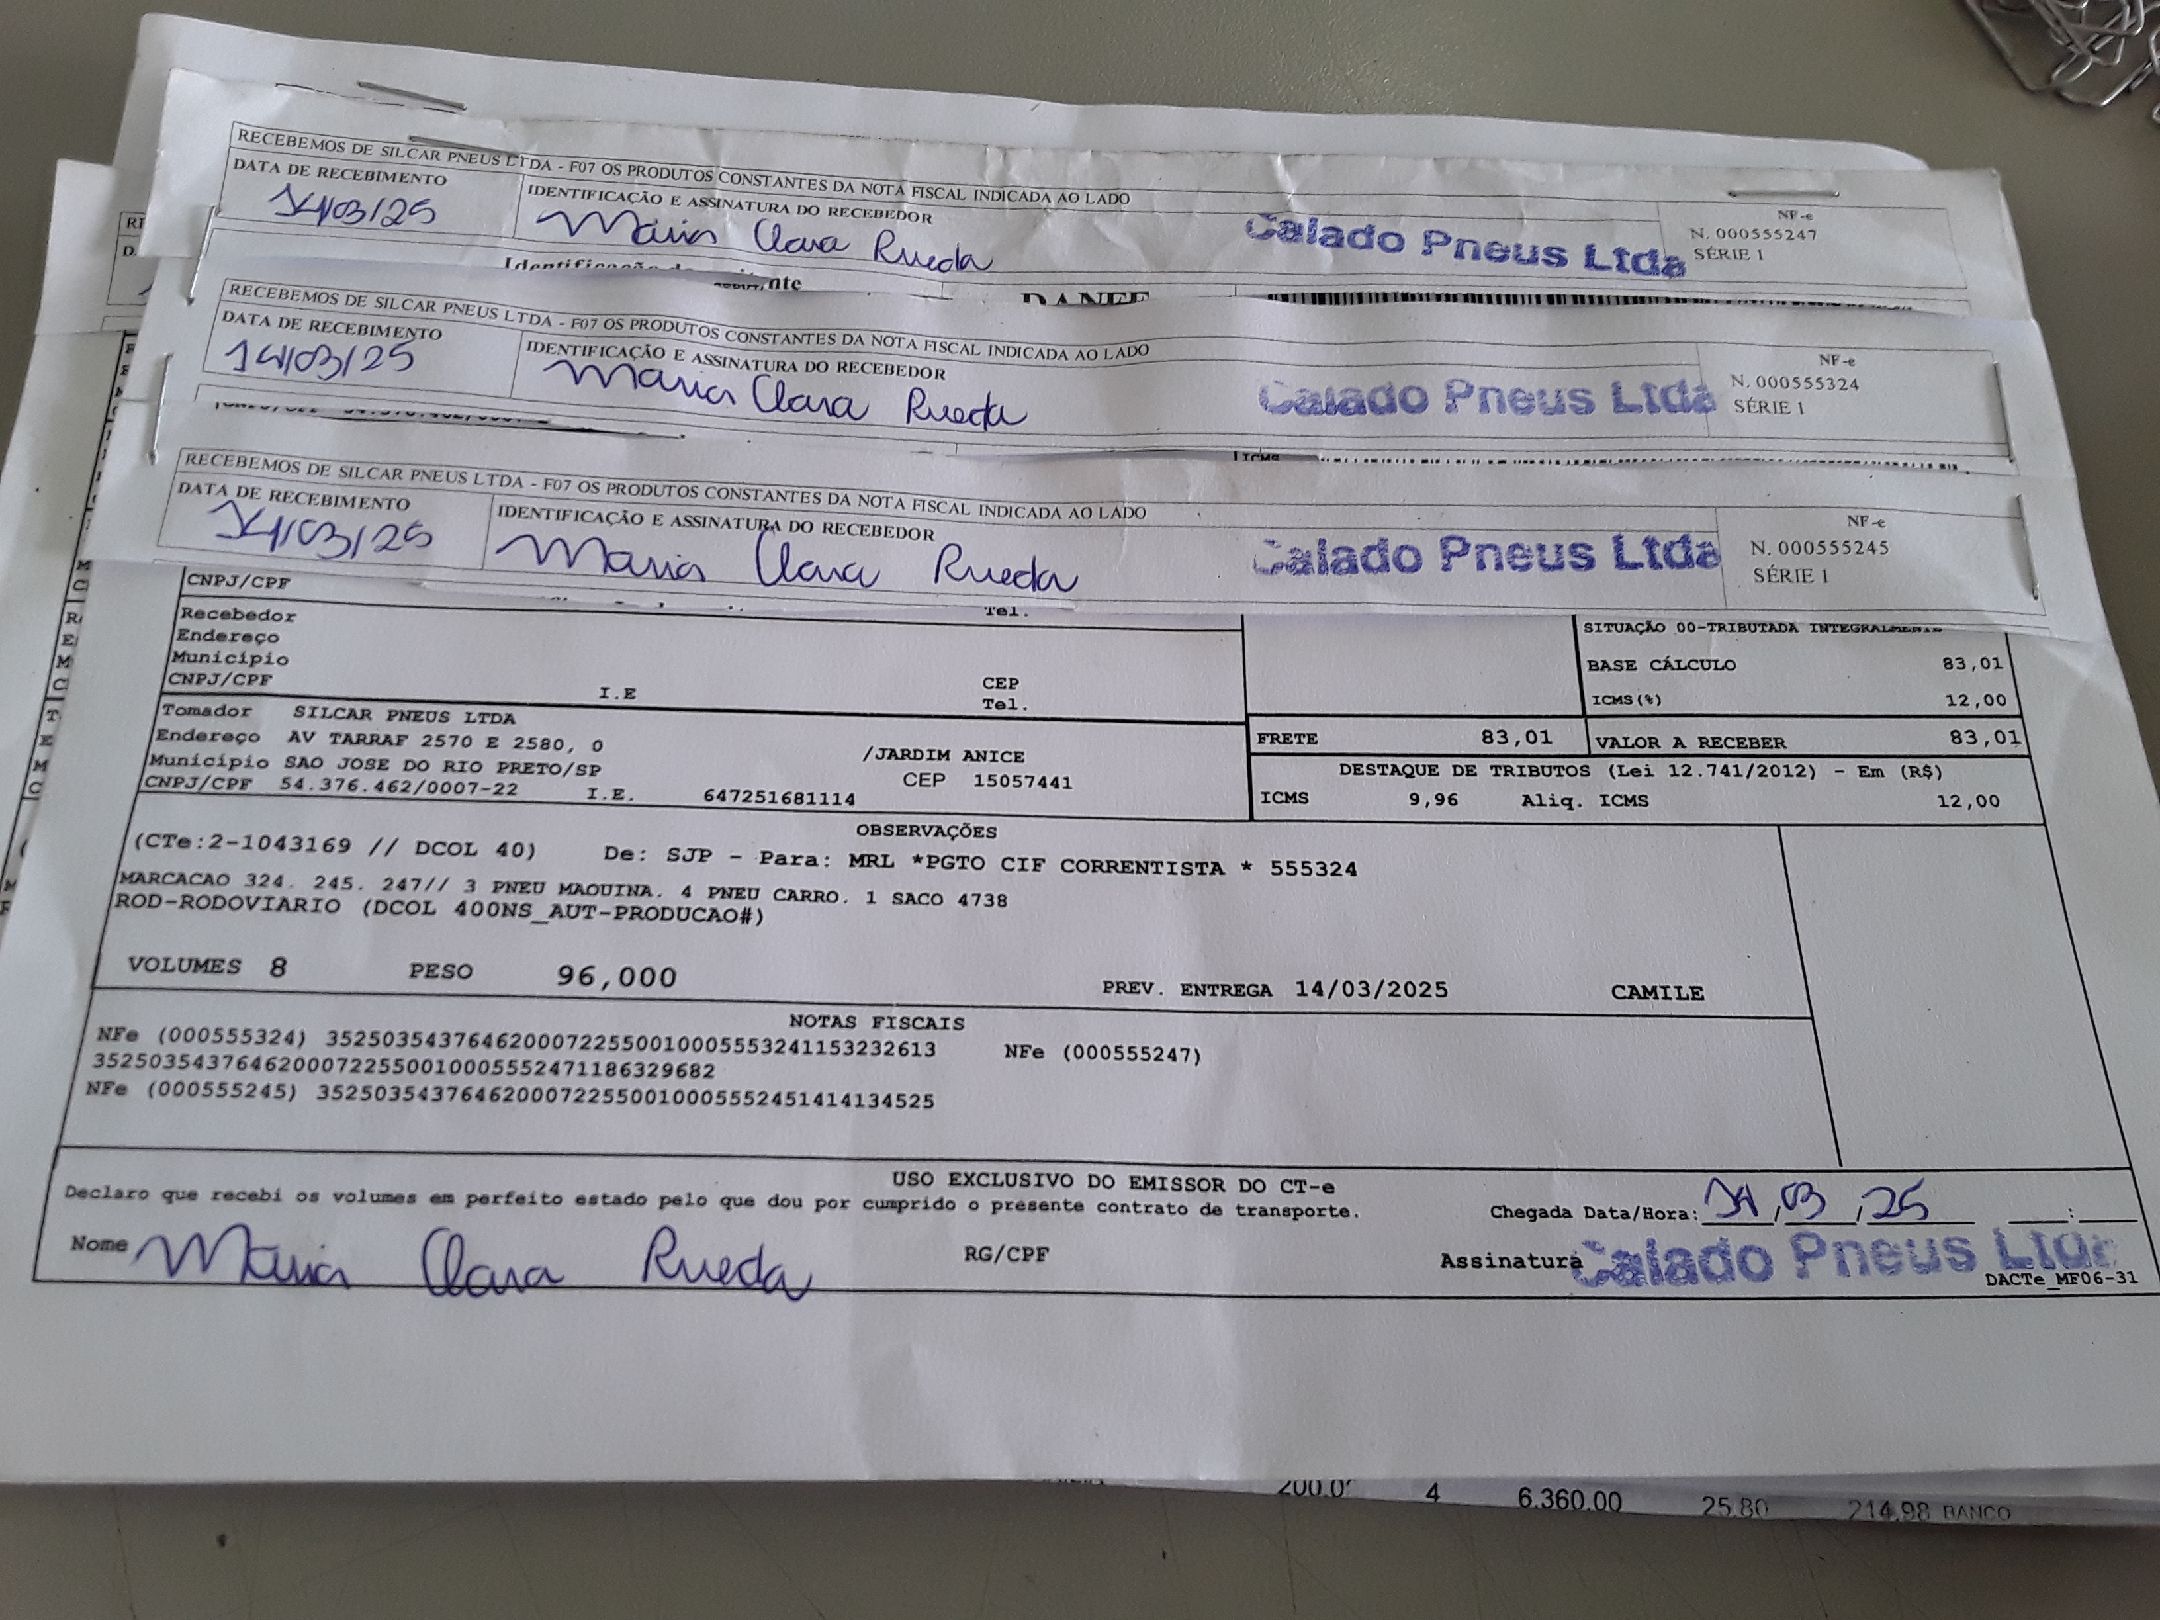 RECEBEMOS DE SILCAR PNEUS LTDA - F07 OS PRODUTOS CONSTANTES DA NOTA FISCAL INDICADA AO LADO
DATA DE RECEBIMENTO IDENTIFICAÇÃO E ASSINATURA DO RECEBEDOR NF-e
14/03/25 Maria Clara Rueda Calado Pneus Ltda N. 000555247
SÉRIE 1
DANFE
RECEBEMOS DE SILCAR PNEUS LTDA - F07 OS PRODUTOS CONSTANTES DA NOTA FISCAL INDICADA AO LADO
DATA DE RECEBIMENTO IDENTIFICAÇÃO E ASSINATURA DO RECEBEDOR NF-e
14/03/25 Maria Clara Rueda Calado Pneus Ltda N. 000555324
SÉRIE 1
RECEBEMOS DE SILCAR PNEUS LTDA - F07 OS PRODUTOS CONSTANTES DA NOTA FISCAL INDICADA AO LADO
DATA DE RECEBIMENTO IDENTIFICAÇÃO E ASSINATURA DO RECEBEDOR NF-e
14/03/25 Maria Clara Rueda Calado Pneus Ltda N. 000555245
SÉRIE 1
CNPJ/CPF Tel.
Recebedor SITUAÇÃO 00-TRIBUTADA INTEGRALMENTE
Endereço
Município BASE CÁLCULO 83,01
CNPJ/CPF I.E CEP
Tel. ICMS(%) 12,00
Tomador SILCAR PNEUS LTDA
Endereço AV TARRAF 2570 E 2580, 0 /JARDIM ANICE FRETE 83,01 VALOR A RECEBER 83,01
Município SAO JOSE DO RIO PRETO/SP CEP 15057441 DESTAQUE DE TRIBUTOS (Lei 12.741/2012) - Em (R$)
CNPJ/CPF 54.376.462/0007-22 I.E. 647251681114 ICMS 9,96 Aliq. ICMS 12,00
OBSERVAÇÕES
(CTe:2-1043169 // DCOL 40) De: SJP - Para: MRL *PGTO CIF CORRENTISTA * 555324
MARCACAO 324. 245. 247// 3 PNEU MAQUINA. 4 PNEU CARRO. 1 SACO 4738
ROD-RODOVIARIO (DCOL 400NS_AUT-PRODUCAO#)
VOLUMES 8 PESO 96,000 PREV. ENTREGA 14/03/2025 CAMILE
NOTAS FISCAIS
NFe (000555324) 35250354376462000722550010005553241153232613 NFe (000555247)
35250354376462000722550010005552471186329682
NFe (000555245) 35250354376462000722550010005552451414134525
USO EXCLUSIVO DO EMISSOR DO CT-e
Declaro que recebi os volumes em perfeito estado pelo que dou por cumprido o presente contrato de transporte. Chegada Data/Hora: 14/03/25 __:__
Nome Maria Clara Rueda RG/CPF Assinatura Calado Pneus Ltda
DACTe_MF06-31
4 6.360.00 25.80 214.98 BANCO